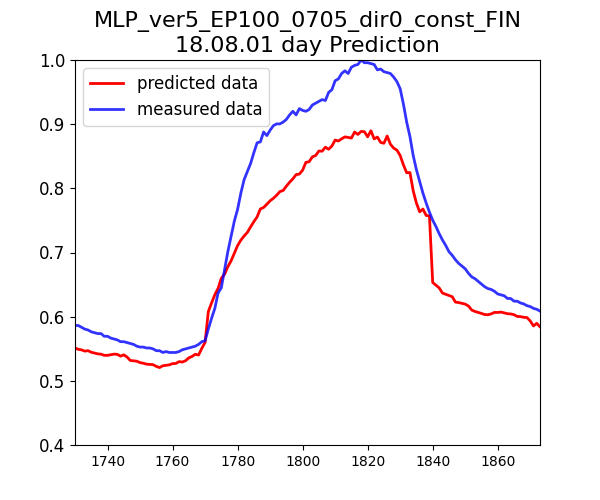 MLP_ver5_EP100_0705_dir0_const_FIN
18.08.01 day Prediction
predicted data
measured data
1.0
0.9
0.8
0.7
0.6
0.5
0.4
1740 1760 1780 1800 1820 1840 1860